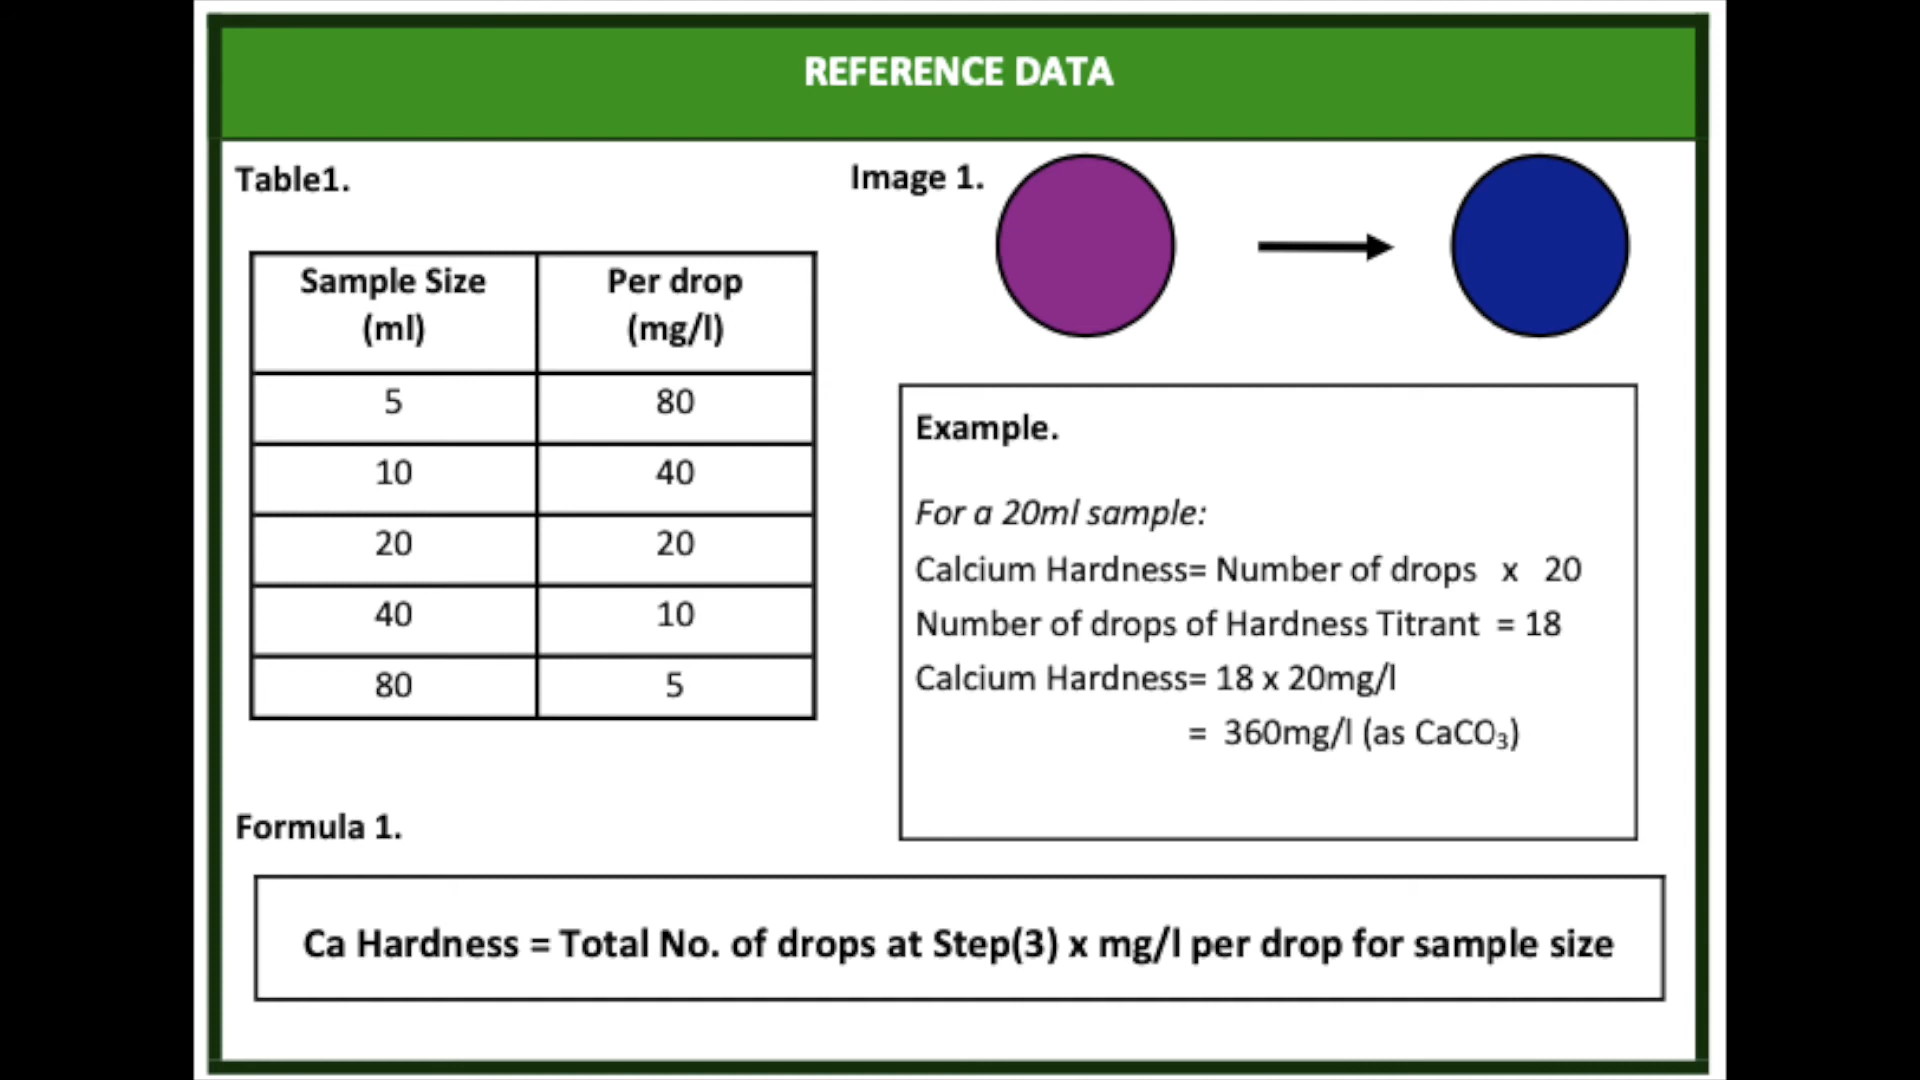 REFERENCE DATA
Table1.
Sample Size
(ml)
Per drop
(mg/l)
5 80
10 40
20 20
40 10
80 5
Image 1.
Example.
For a 20ml sample:
Calcium Hardness= Number of drops x 20
Number of drops of Hardness Titrant = 18
Calcium Hardness= 18 x 20mg/l
= 360mg/l (as CaCO₃)
Formula 1.
Ca Hardness = Total No. of drops at Step(3) x mg/l per drop for sample size